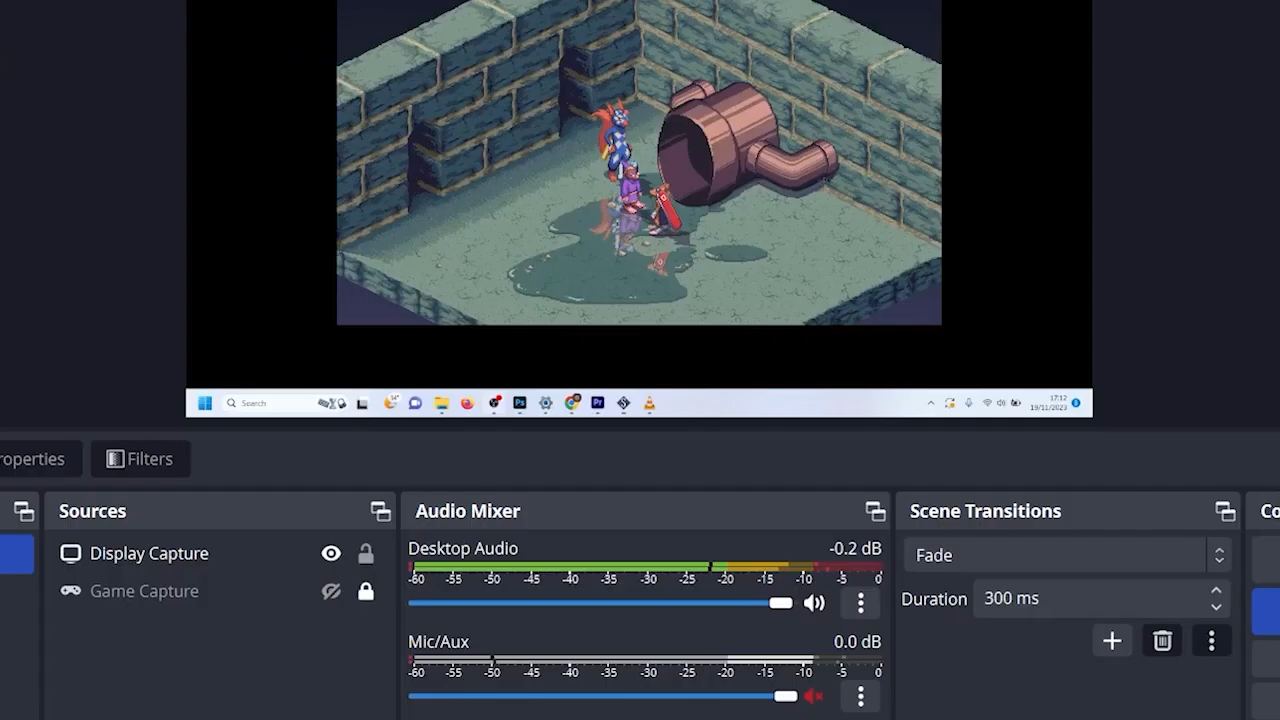 Search
14°
17:12
19/11/2023
roperties
Filters
Sources
Audio Mixer
Scene Transitions
Co
Display Capture
Game Capture
Desktop Audio
-0.2 dB
-60 -55 -50 -45 -40 -35 -30 -25 -20 -15 -10 -5 0
Mic/Aux
0.0 dB
-60 -55 -50 -45 -40 -35 -30 -25 -20 -15 -10 -5 0
Fade
Duration
300 ms
Ps
Pr